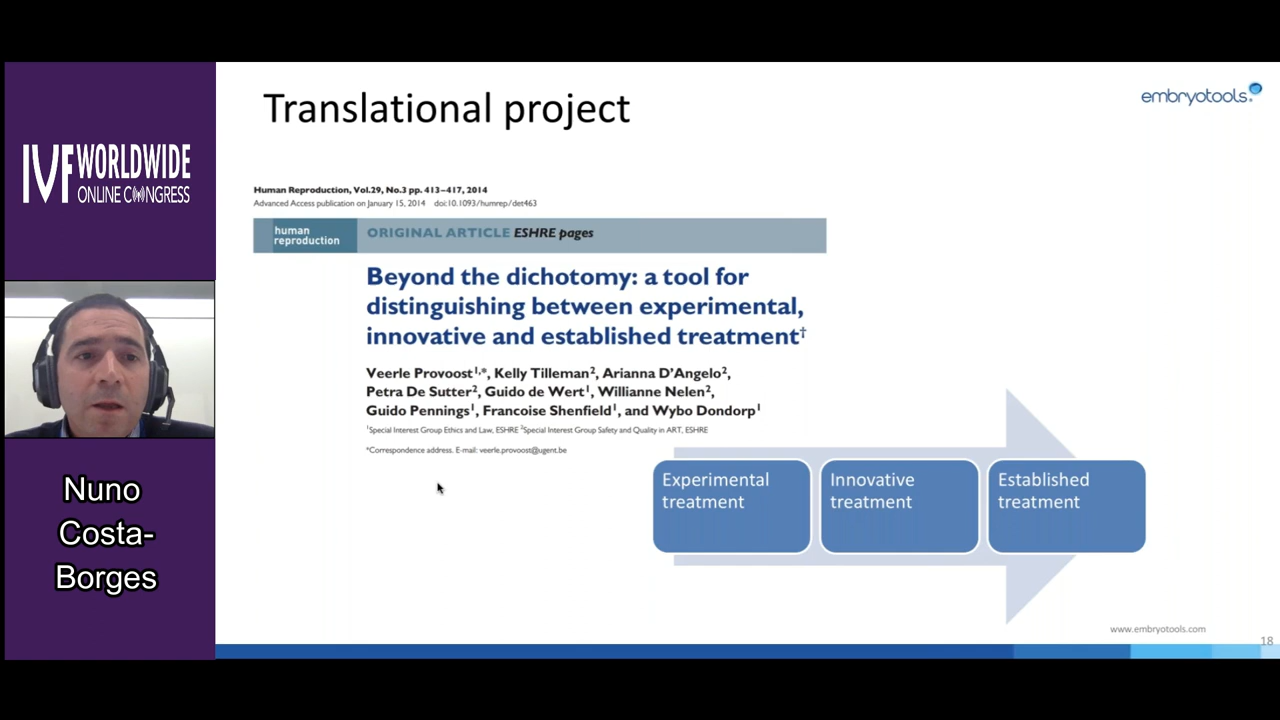 IVF WORLDWIDE
ONLINE CONGRESS
Nuno
Costa-
Borges
Translational project
embryotools
Human Reproduction, Vol.29, No.3 pp. 413–417, 2014
Advanced Access publication on January 15, 2014 doi:10.1093/humrep/det463
human
reproduction
ORIGINAL ARTICLE ESHRE pages
Beyond the dichotomy: a tool for
distinguishing between experimental,
innovative and established treatment†
Veerle Provoost1,*, Kelly Tilleman2, Arianna D'Angelo2,
Petra De Sutter2, Guido de Wert1, Willianne Nelen2,
Guido Pennings1, Francoise Shenfield1, and Wybo Dondorp1
1Special Interest Group Ethics and Law, ESHRE 2Special Interest Group Safety and Quality in ART, ESHRE
*Correspondence address. E-mail: veerle.provoost@ugent.be
Experimental
treatment
Innovative
treatment
Established
treatment
www.embryotools.com
18